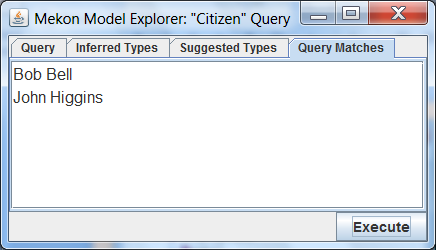 Mekon Model Explorer: "Citizen" Query
Query Inferred Types Suggested Types Query Matches
Bob Bell
John Higgins
Execute